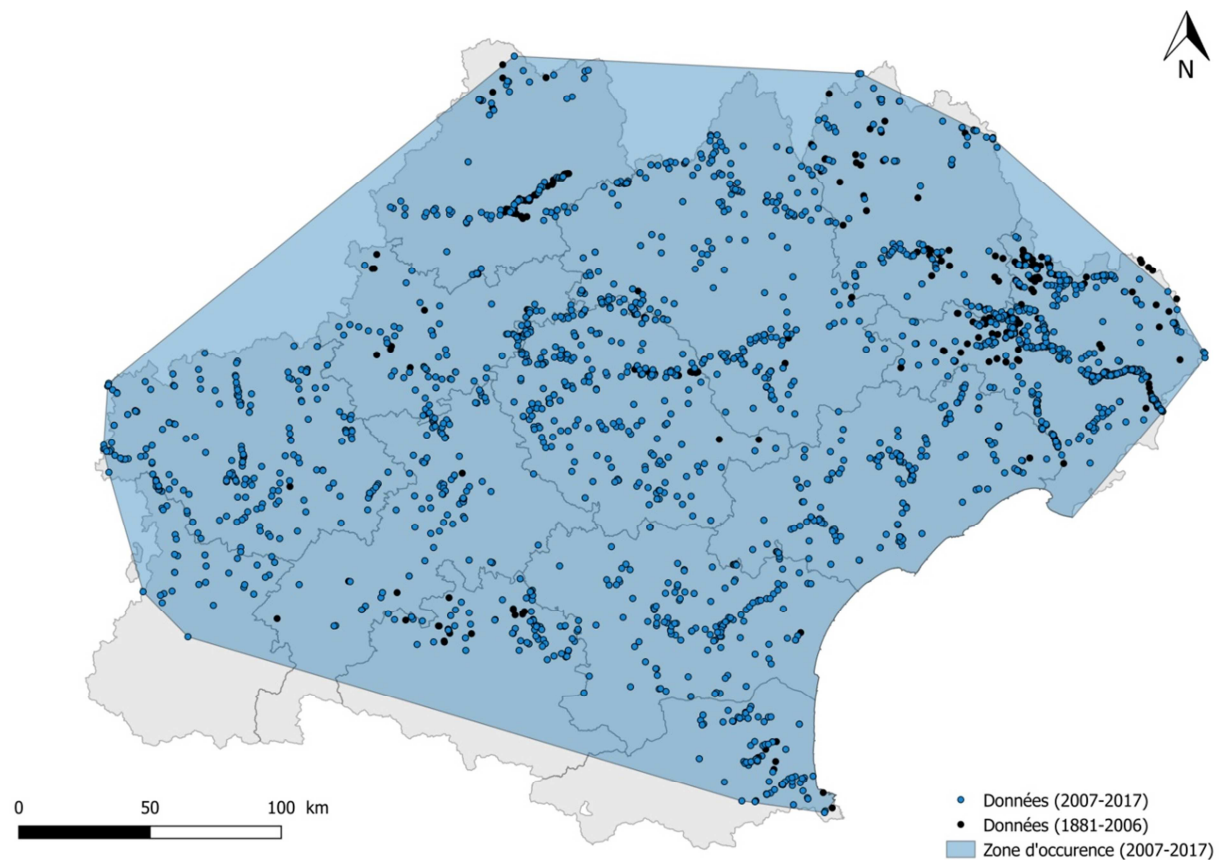 N
0 50 100 km
Données (2007-2017)
Données (1881-2006)
Zone d'occurence (2007-2017)